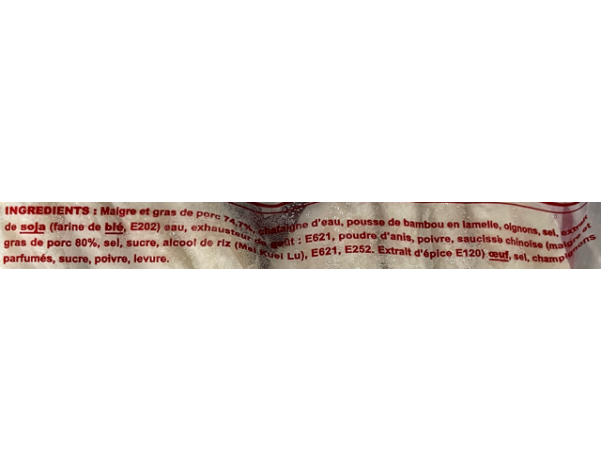 INGREDIENTS : Maigre et gras de porc 74,7%, chataigne d'eau, pousse de bambou en lamelle, oignons, sel, extrait
de soja (farine de blé, E202) eau, exhausteur de goût : E621, poudre d'anis, poivre, saucisse chinoise (maigre et
gras de porc 80%, sel, sucre, alcool de riz (Mei Kuei Lu), E621, E252. Extrait d'épice E120) œuf, sel, champignons
parfumés, sucre, poivre, levure.